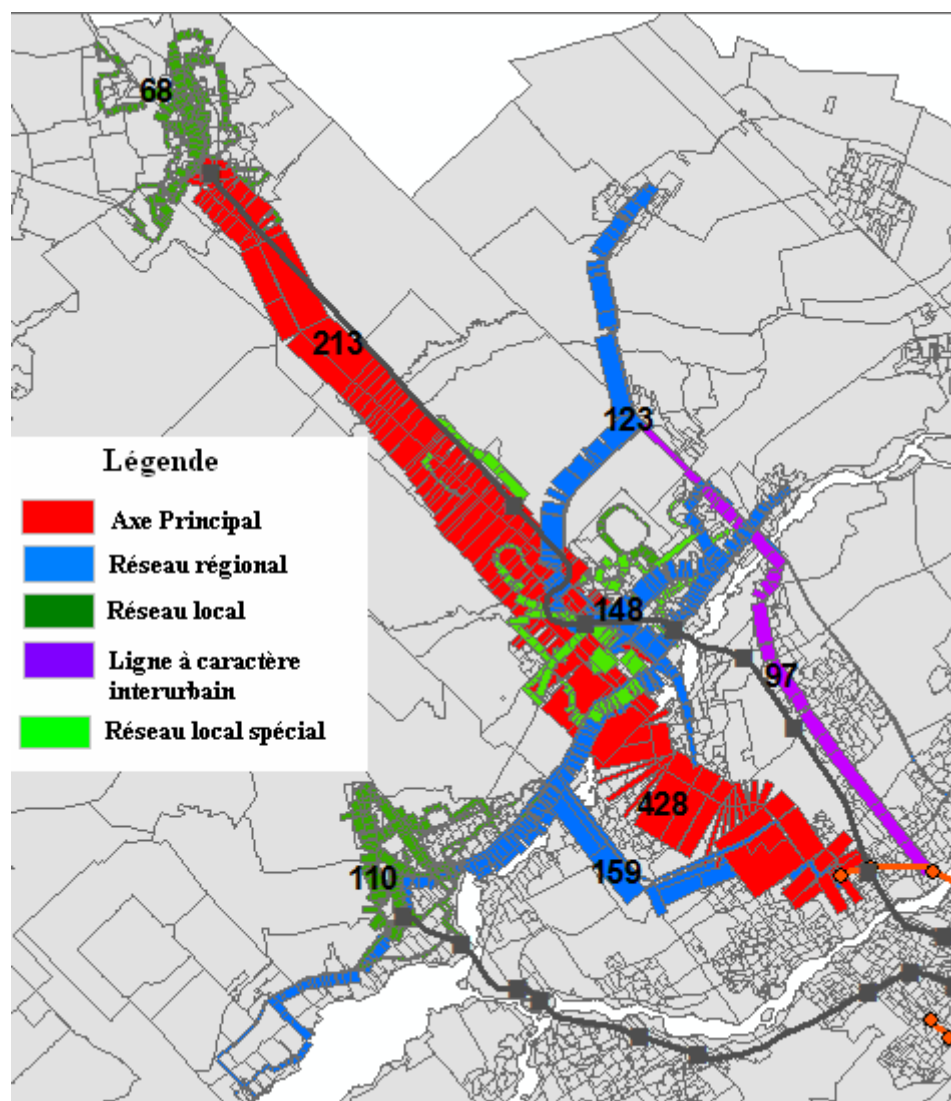 68
213
123
Légende
Axe Principal
Réseau régional
Réseau local
Ligne à caractère
interurbain
Réseau local spécial
148
97
428
159
110